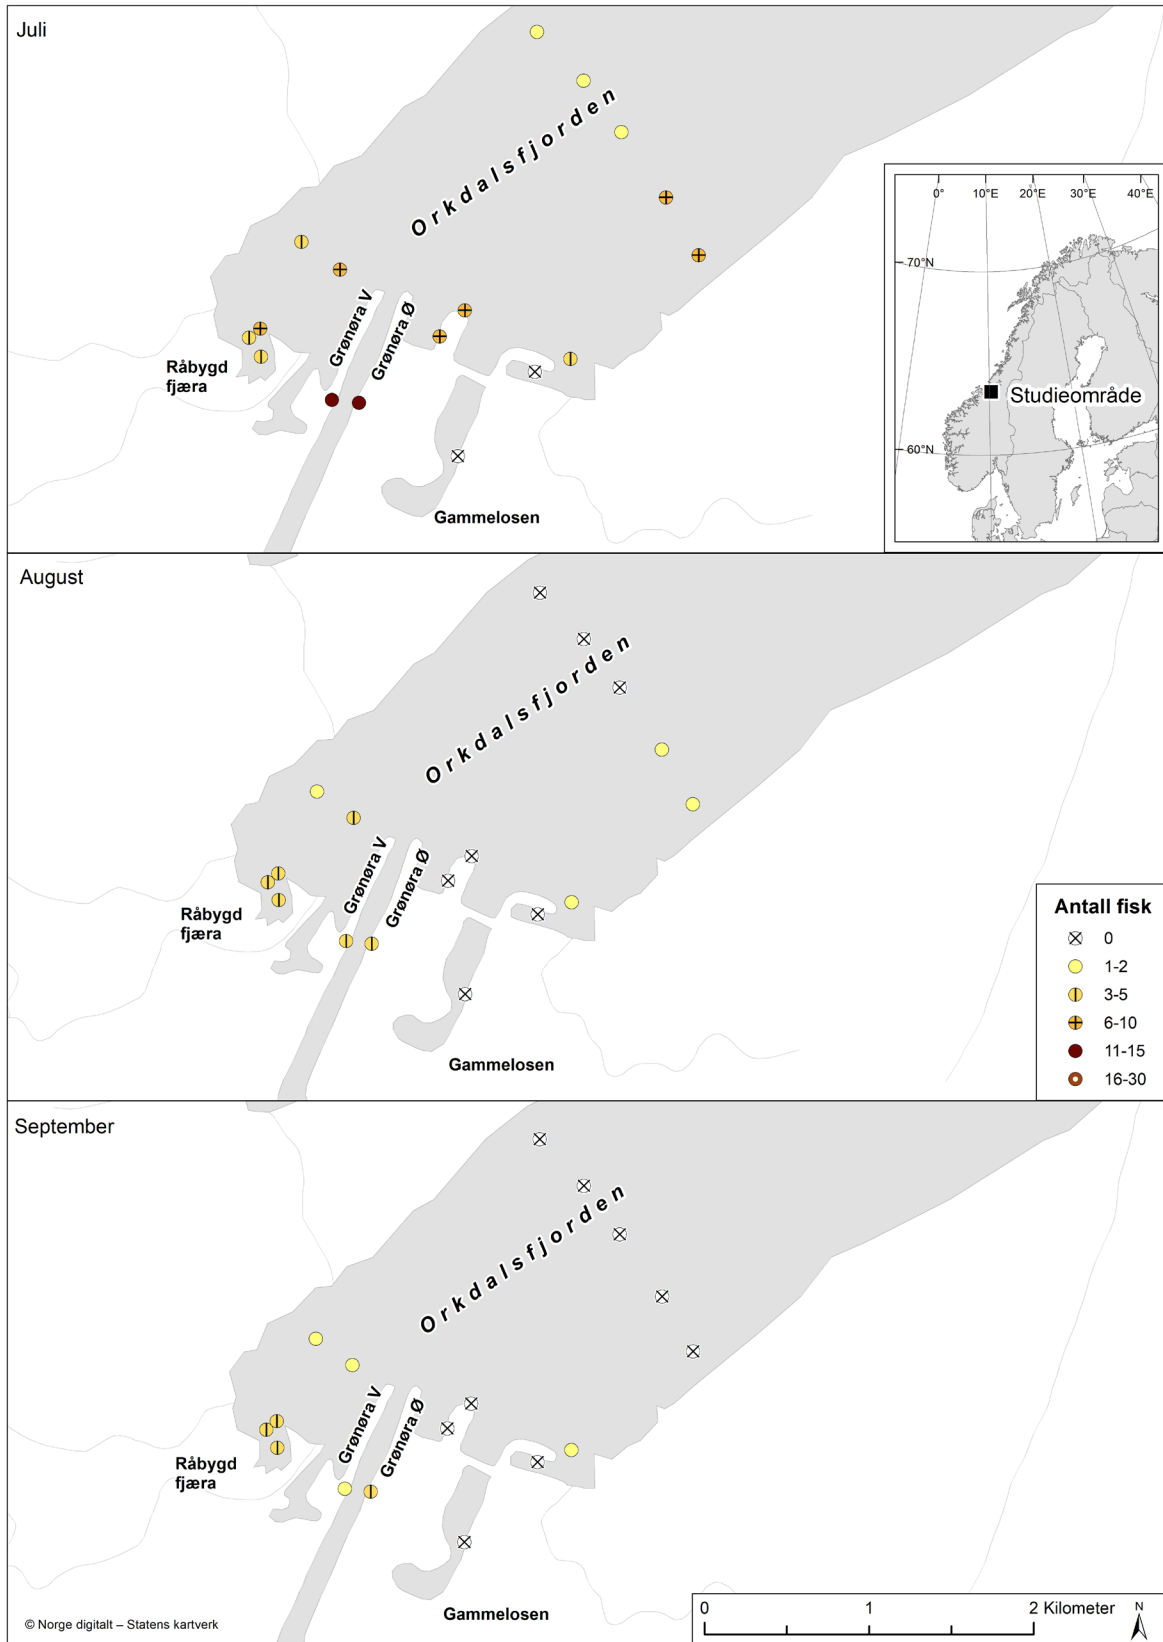 Juli
Orkdalsfjorden
Grønøra V
Grønøra Ø
Råbygd
fjæra
Gammelosen
0° 10°E 20°E 30°E 40°E
70°N
60°N
Studieområde
August
Orkdalsfjorden
Grønøra V
Grønøra Ø
Råbygd
fjæra
Gammelosen
Antall fisk
0
1-2
3-5
6-10
11-15
16-30
September
Orkdalsfjorden
Grønøra V
Grønøra Ø
Råbygd
fjæra
Gammelosen
© Norge digitalt – Statens kartverk
0 1 2 Kilometer
N